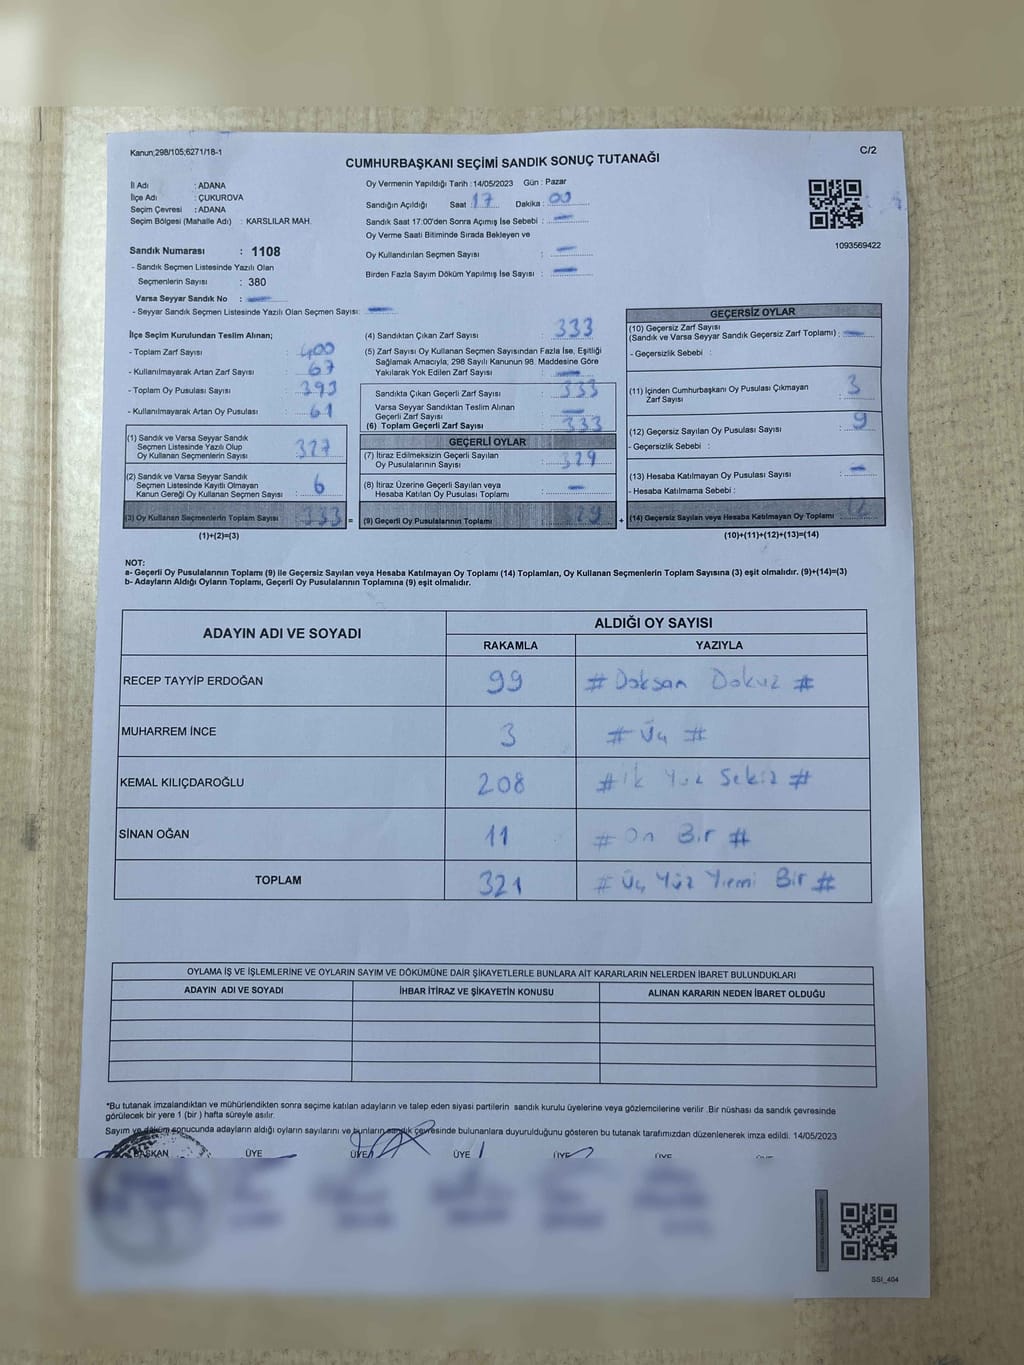 Kanun;298/105;6271/18-1
C/2
CUMHURBAŞKANI SEÇİMİ SANDIK SONUÇ TUTANAĞI
İl Adı : ADANA
İlçe Adı : ÇUKUROVA
Seçim Çevresi : ADANA
Seçim Bölgesi (Mahalle Adı) : KARSLILAR MAH.
Sandık Numarası : 1108
- Sandık Seçmen Listesinde Yazılı Olan
Seçmenlerin Sayısı : 380
Varsa Seyyar Sandık No :
- Seyyar Sandık Seçmen Listesinde Yazılı Olan Seçmen Sayısı:
Oy Vermenin Yapıldığı Tarih : 14/05/2023 Gün : Pazar
Sandığın Açıldığı Saat : 17 Dakika : 00
Sandık Saat 17:00'den Sonra Açımış İse Sebebi :
Oy Verme Saati Bitiminde Sırada Bekleyen ve
Oy Kullandırılan Seçmen Sayısı :
Birden Fazla Sayım Döküm Yapılmış İse Sayısı :
1093569422
İlçe Seçim Kurulundan Teslim Alınan;
- Toplam Zarf Sayısı : 400
- Kullanılmayarak Artan Zarf Sayısı : 67
- Toplam Oy Pusulası Sayısı : 393
- Kullanılmayarak Artan Oy Pusulası : 61
(1) Sandık ve Varsa Seyyar Sandık
Seçmen Listesinde Yazılı Olup
Oy Kullanan Seçmenlerin Sayısı : 327
(2) Sandık ve Varsa Seyyar Sandık
Seçmen Listesinde Kayıtlı Olmayan
Kanun Gereği Oy Kullanan Seçmen Sayısı : 6
(3) Oy Kullanan Seçmenlerin Toplam Sayısı : 333 =
(1)+(2)=(3)
(4) Sandıktan Çıkan Zarf Sayısı : 333
(5) Zarf Sayısı Oy Kullanan Seçmen Sayısından Fazla İse, Eşitliği
Sağlamak Amacıyla, 298 Sayılı Kanunun 98. Maddesine Göre
Yakılarak Yok Edilen Zarf Sayısı :
Sandıkta Çıkan Geçerli Zarf Sayısı : 333
Varsa Seyyar Sandıktan Teslim Alınan
Geçerli Zarf Sayısı :
(6) Toplam Geçerli Zarf Sayısı : 333
GEÇERLİ OYLAR
(7) İtiraz Edilmeksizin Geçerli Sayılan
Oy Pusulalarının Sayısı : 329
(8) İtiraz Üzerine Geçerli Sayılan veya
Hesaba Katılan Oy Pusulası Toplamı :
(9) Geçerli Oy Pusulalarının Toplamı : 329 +
GEÇERSİZ OYLAR
(10) Geçersiz Zarf Sayısı
(Sandık ve Varsa Seyyar Sandık Geçersiz Zarf Toplamı) :
- Geçersizlik Sebebi :
(11) İçinden Cumhurbaşkanı Oy Pusulası Çıkmayan
Zarf Sayısı : 3
(12) Geçersiz Sayılan Oy Pusulası Sayısı : 9
- Geçersizlik Sebebi :
(13) Hesaba Katılmayan Oy Pusulası Sayısı :
- Hesaba Katılmama Sebebi :
(14) Geçersiz Sayılan veya Hesaba Katılmayan Oy Toplamı : 12
(10)+(11)+(12)+(13)=(14)
NOT:
a- Geçerli Oy Pusulalarının Toplamı (9) ile Geçersiz Sayılan veya Hesaba Katılmayan Oy Toplamı (14) Toplamları, Oy Kullanan Seçmenlerin Toplam Sayısına (3) eşit olmalıdır. (9)+(14)=(3)
b- Adayların Aldığı Oyların Toplamı, Geçerli Oy Pusulalarının Toplamına (9) eşit olmalıdır.
ADAYIN ADI VE SOYADI
ALDIĞI OY SAYISI
RAKAMLA YAZIYLA
RECEP TAYYİP ERDOĞAN 99 # Doksan Dokuz #
MUHARREM İNCE 3 # Üç #
KEMAL KILIÇDAROĞLU 208 # ik Yüz Sekiz #
SİNAN OĞAN 11 # On Bir #
TOPLAM 321 # Üç Yüz Yirmi Bir #
OYLAMA İŞ VE İŞLEMLERİNE VE OYLARIN SAYIM VE DÖKÜMÜNE DAİR ŞİKAYETLERLE BUNLARA AİT KARARLARIN NELERDEN İBARET BULUNDUKLARI
ADAYIN ADI VE SOYADI İHBAR İTİRAZ VE ŞİKAYETİN KONUSU ALINAN KARARIN NEDEN İBARET OLDUĞU
*Bu tutanak imzalandıktan ve mühürlendikten sonra seçime katılan adayların ve talep eden siyasi partilerin sandık kurulu üyelerine veya gözlemcilerine verilir .Bir nüshası da sandık çevresinde
görülecek bir yere 1 (bir ) hafta süreyle asılır.
Sayım ve döküm sonucunda adayların aldığı oyların sayılarını ve bunların sandık çevresinde bulunanlara duyurulduğunu gösteren bu tutanak tarafımızdan düzenlenerek imza edildi. 14/05/2023
BAŞKAN ÜYE ÜYE ÜYE ÜYE ÜYE
SSI_404